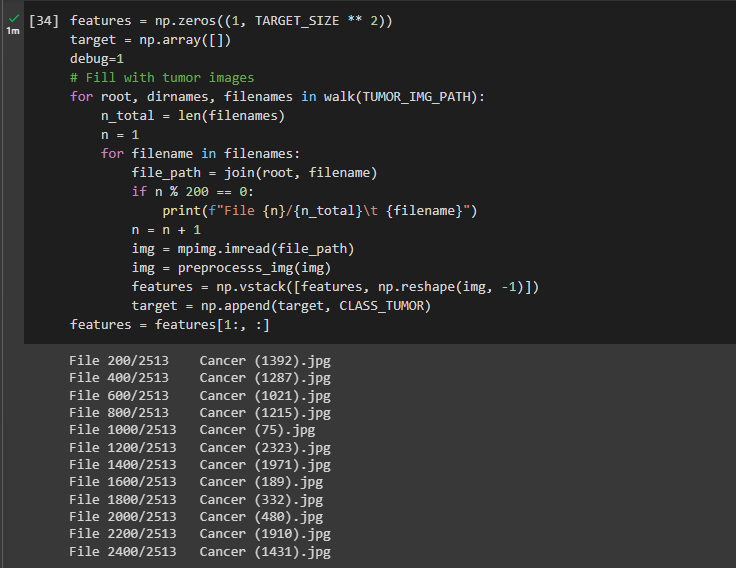 [34] features = np.zeros((1, TARGET_SIZE ** 2))
1m
target = np.array([])
debug=1
# Fill with tumor images
for root, dirnames, filenames in walk(TUMOR_IMG_PATH):
    n_total = len(filenames)
    n = 1
    for filename in filenames:
        file_path = join(root, filename)
        if n % 200 == 0:
            print(f"File {n}/{n_total}\t {filename}")
        n = n + 1
        img = mpimg.imread(file_path)
        img = preprocesss_img(img)
        features = np.vstack([features, np.reshape(img, -1)])
        target = np.append(target, CLASS_TUMOR)
features = features[1:, :]
File 200/2513    Cancer (1392).jpg
File 400/2513    Cancer (1287).jpg
File 600/2513    Cancer (1021).jpg
File 800/2513    Cancer (1215).jpg
File 1000/2513   Cancer (75).jpg
File 1200/2513   Cancer (2323).jpg
File 1400/2513   Cancer (1971).jpg
File 1600/2513   Cancer (189).jpg
File 1800/2513   Cancer (332).jpg
File 2000/2513   Cancer (480).jpg
File 2200/2513   Cancer (1910).jpg
File 2400/2513   Cancer (1431).jpg